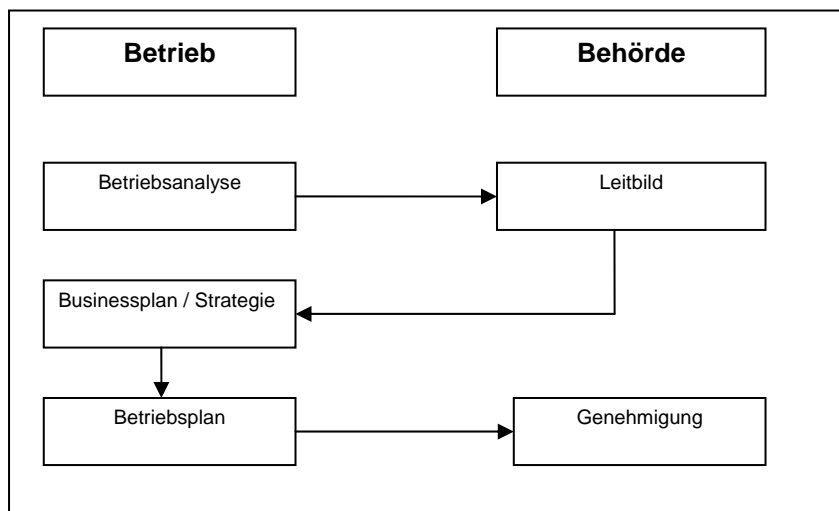 Betrieb
Behörde
Betriebsanalyse
Leitbild
Businessplan / Strategie
Betriebsplan
Genehmigung